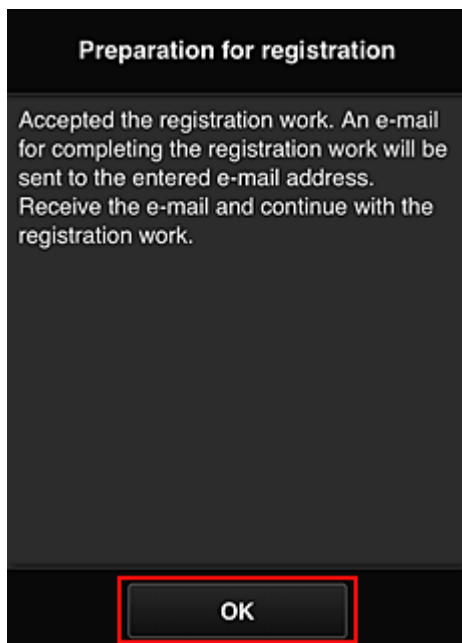 Preparation for registration
Accepted the registration work. An e-mail
for completing the registration work will be
sent to the entered e-mail address.
Receive the e-mail and continue with the
registration work.
OK